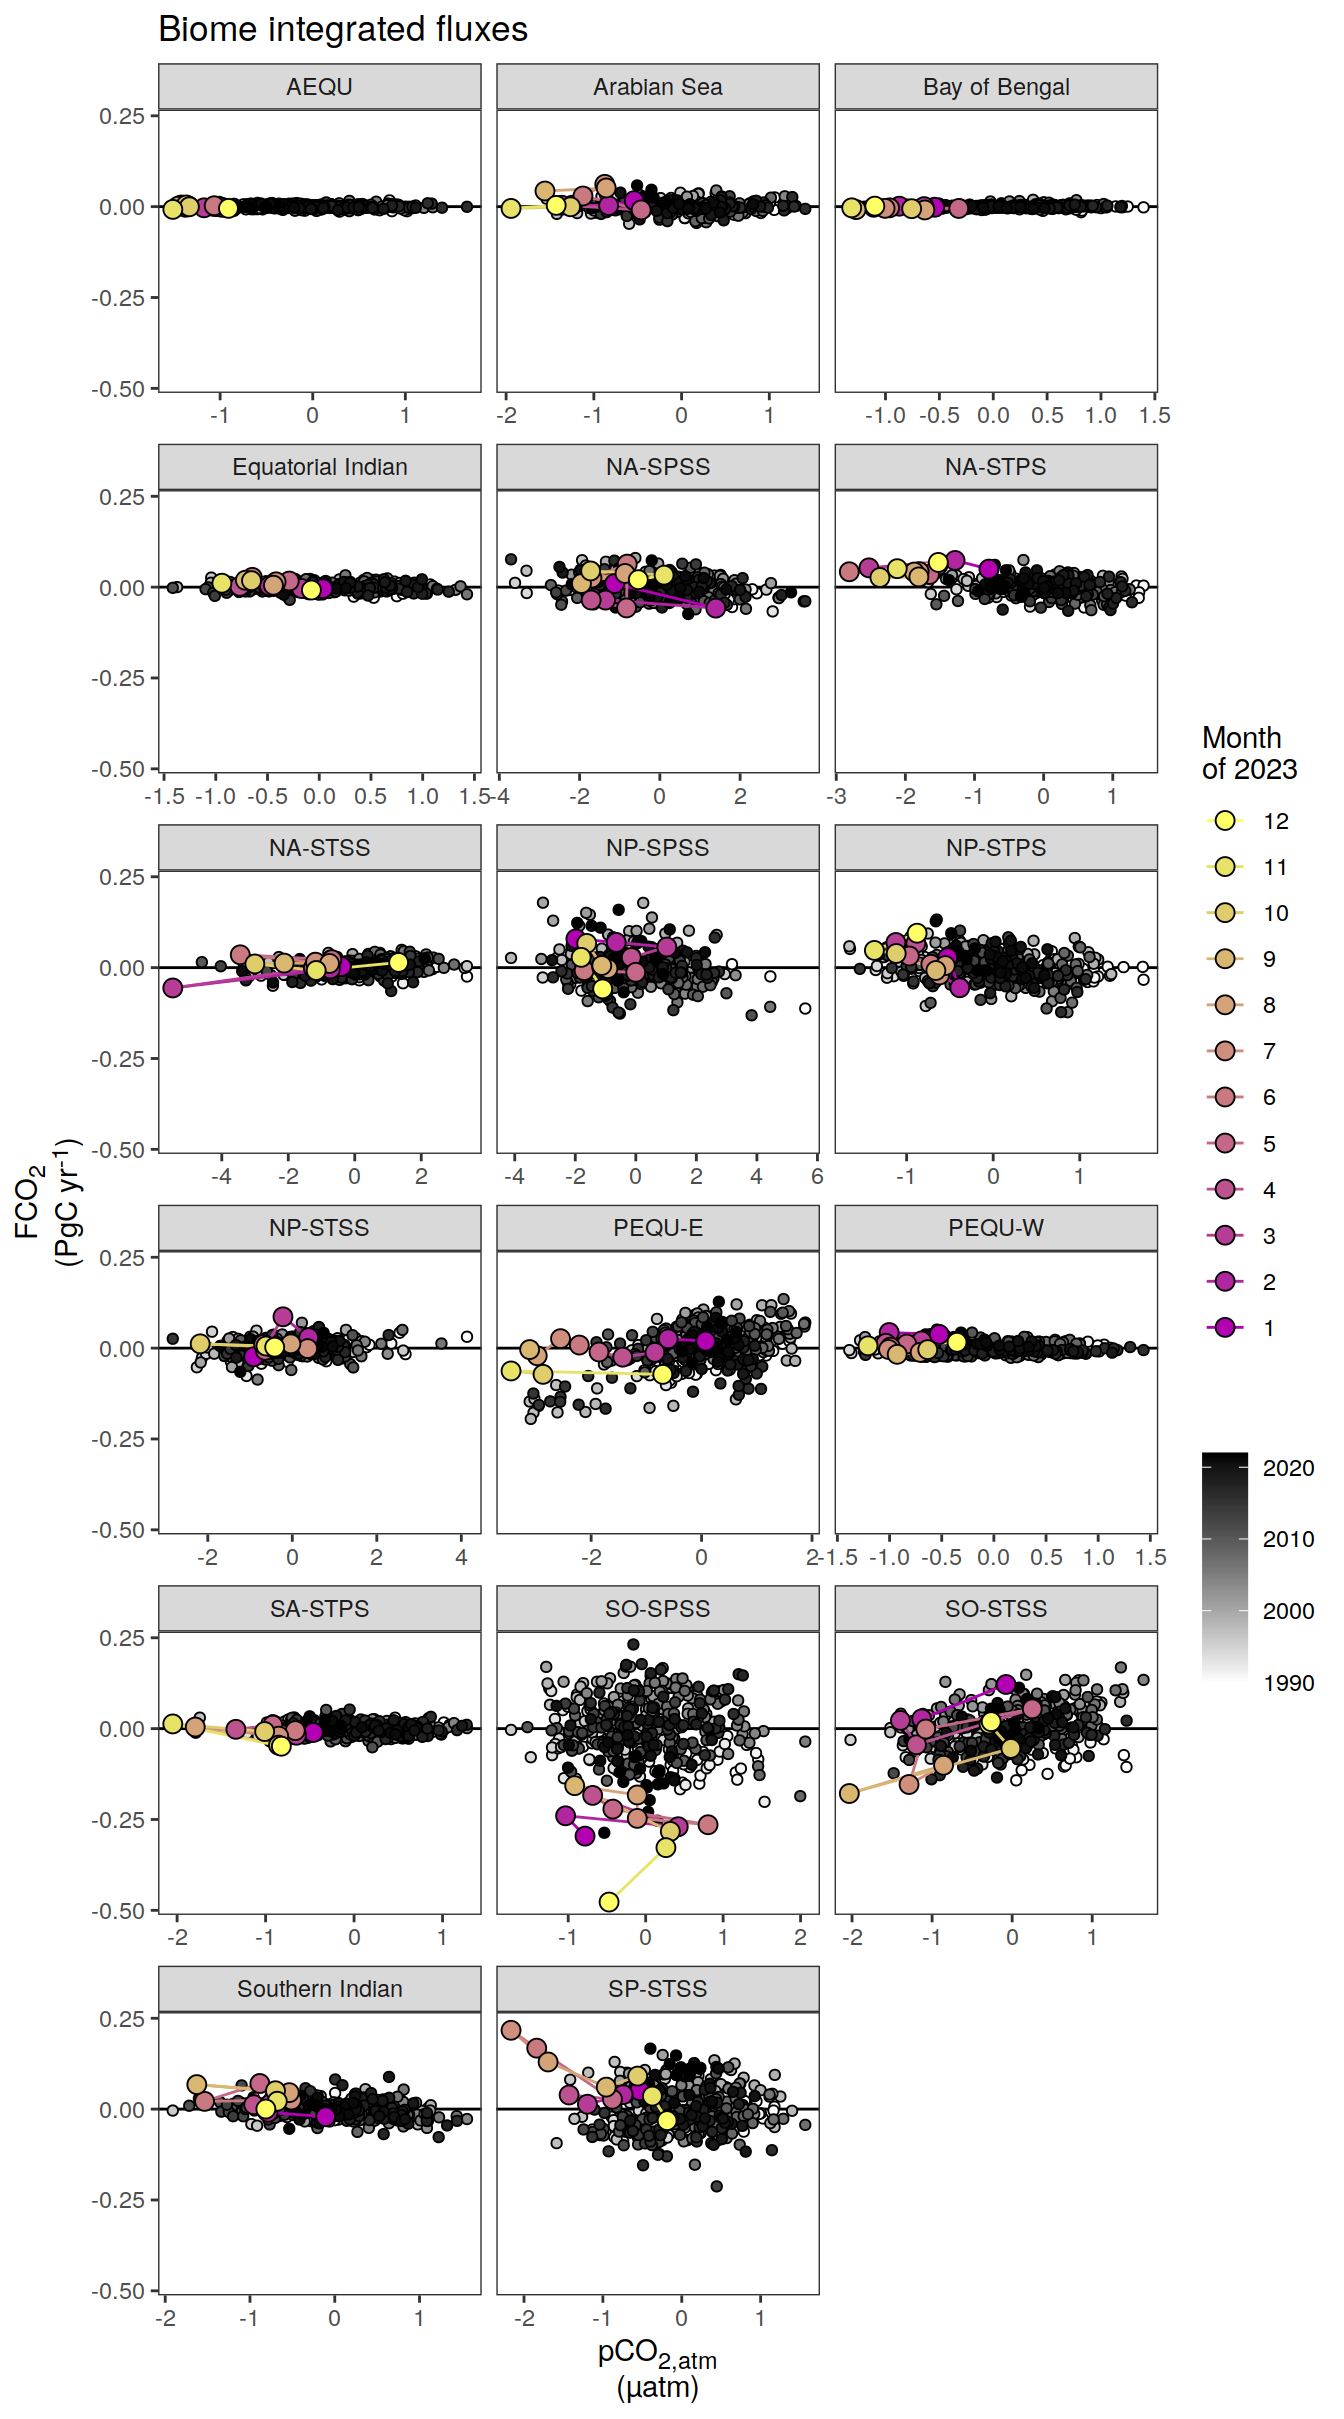 Biome integrated fluxes
AEQU Arabian Sea Bay of Bengal
0.25
0.00
-0.25
-0.50
-1 0 1 -2 -1 0 1 -1.0 -0.5 0.0 0.5 1.0 1.5
Equatorial Indian NA-SPSS NA-STPS
0.25
0.00
-0.25
-0.50
-1.5 -1.0 -0.5 0.0 0.5 1.0 1.5 -4 -2 0 2 -3 -2 -1 0 1
NA-STSS NP-SPSS NP-STPS
0.25
0.00
-0.25
-0.50
-4 -2 0 2 -4 -2 0 2 4 6 -1 0 1
NP-STSS PEQU-E PEQU-W
0.25
0.00
-0.25
-0.50
-2 0 2 4 -2 0 2 -1.5 -1.0 -0.5 0.0 0.5 1.0 1.5
SA-STPS SO-SPSS SO-STSS
0.25
0.00
-0.25
-0.50
-2 -1 0 1 -1 0 1 2 -2 -1 0 1
Southern Indian SP-STSS
0.25
0.00
-0.25
-0.50
-2 -1 0 1 -2 -1 0 1
FCO₂
(PgC yr⁻¹)
pCO₂,atm
(µatm)
Month
of 2023
12
11
10
9
8
7
6
5
4
3
2
1
2020
2010
2000
1990